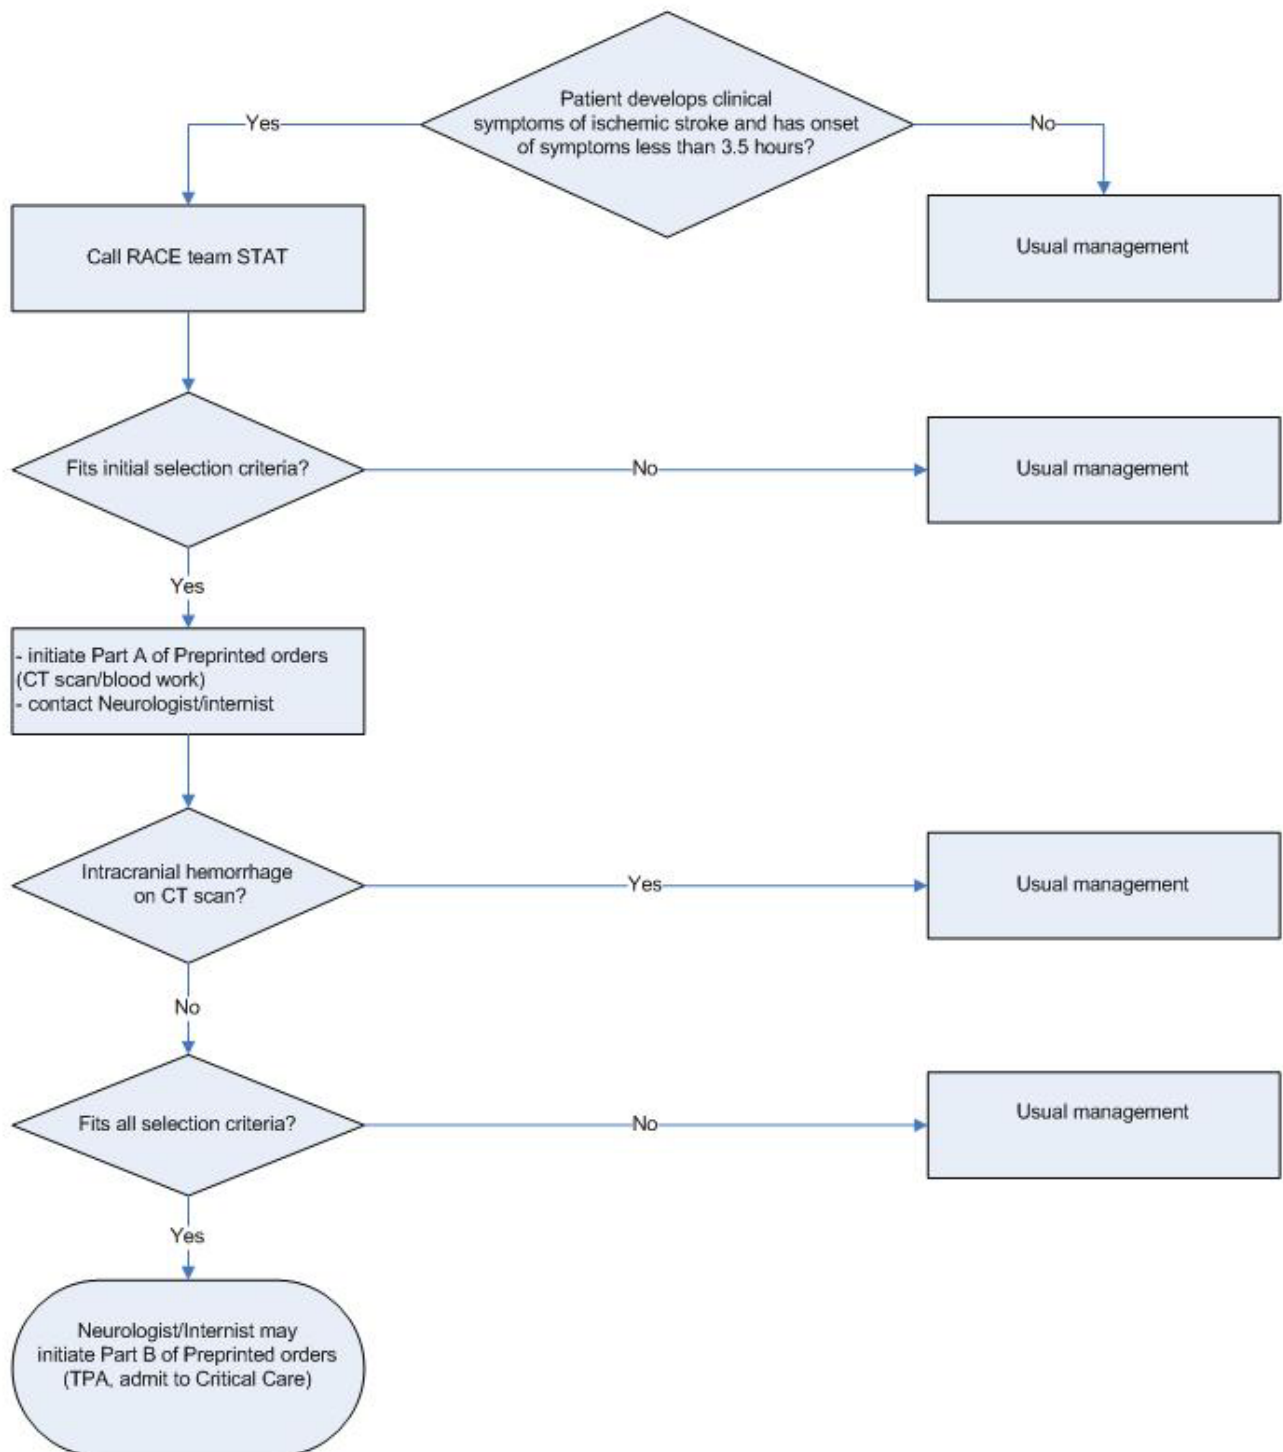 Patient develops clinical
symptoms of ischemic stroke and has onset
of symptoms less than 3.5 hours?
Yes
No
Call RACE team STAT
Usual management
Fits initial selection criteria?
No
Usual management
Yes
- initiate Part A of Preprinted orders
(CT scan/blood work)
- contact Neurologist/internist
Intracranial hemorrhage
on CT scan?
Yes
Usual management
No
Fits all selection criteria?
No
Usual management
Yes
Neurologist/Internist may
initiate Part B of Preprinted orders
(TPA, admit to Critical Care)